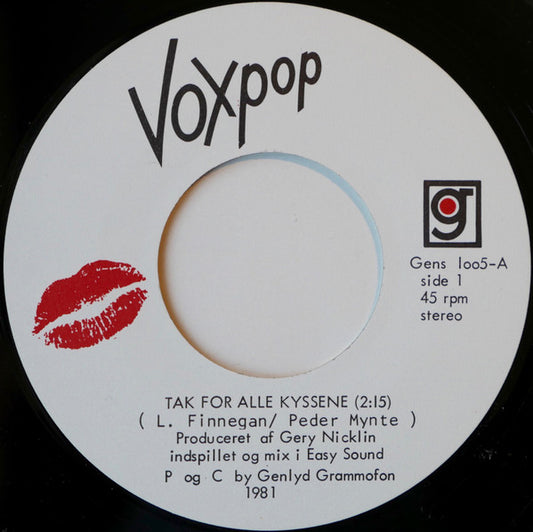 Voxpop
g
Gens 1oo5-A
side 1
45 rpm
stereo
TAK FOR ALLE KYSSENE (2:15)
( L. Finnegan/ Peder Mynte )
Produceret af Gery Nicklin
indspillet og mix i Easy Sound
P og C by Genlyd Grammofon
1981